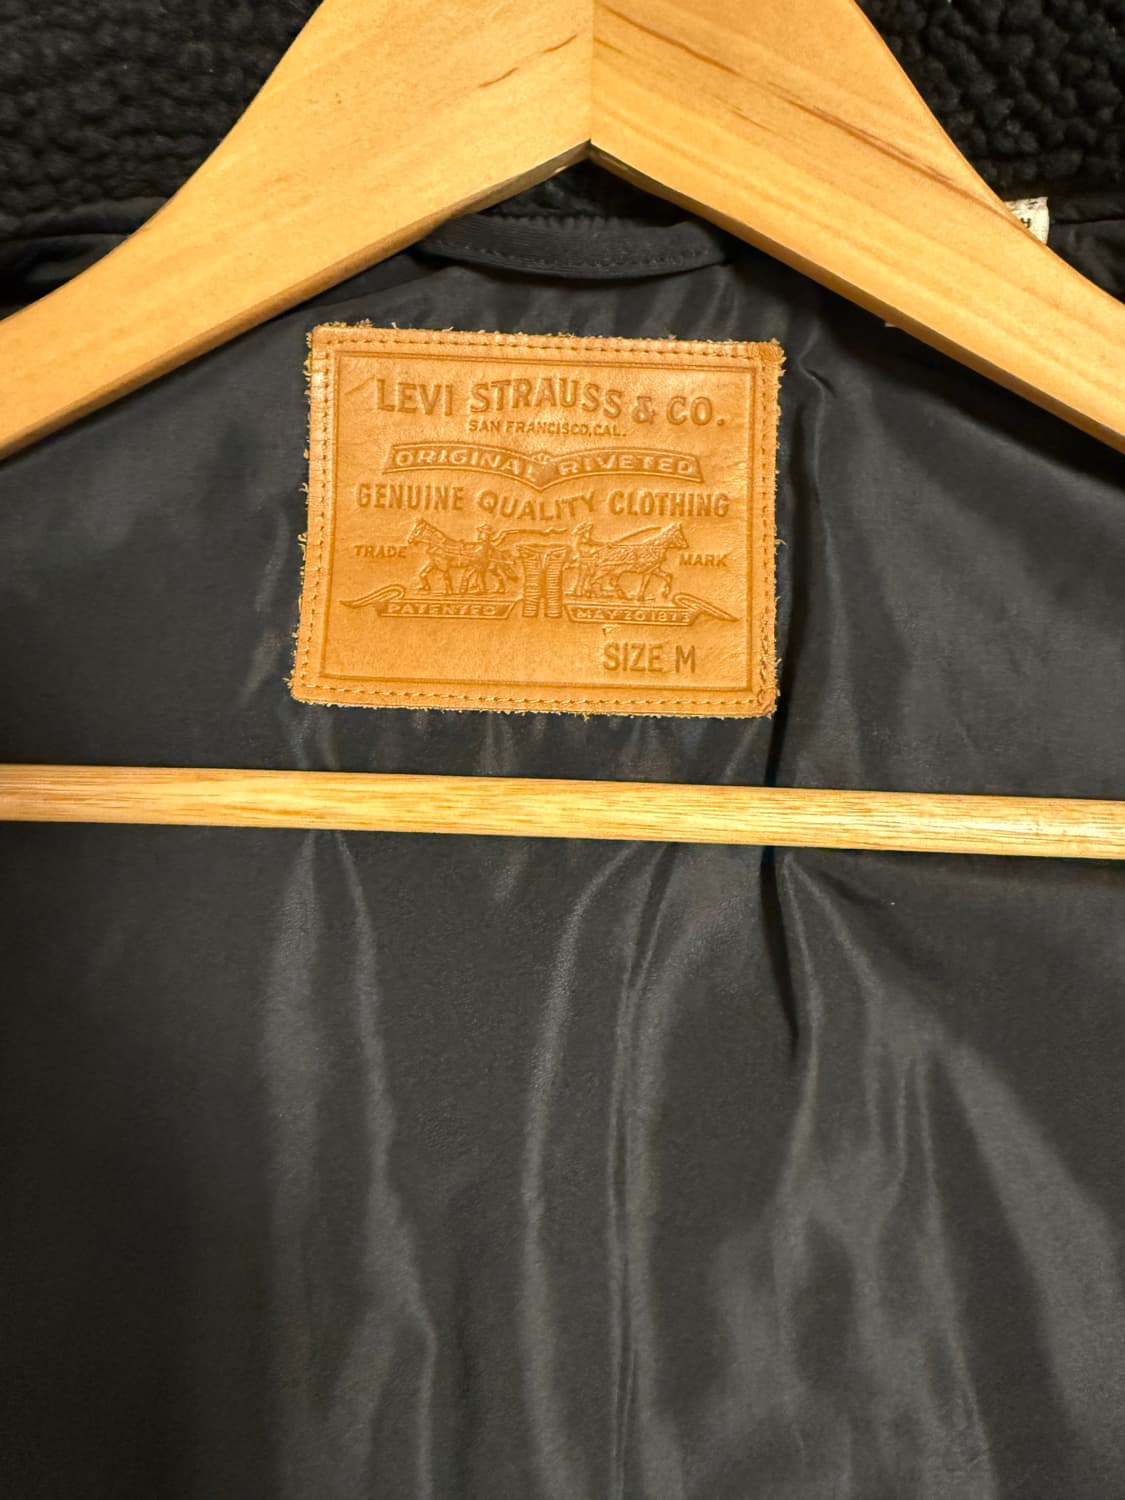 LEVI STRAUSS & CO.
SAN FRANCISCO, CAL.
ORIGINAL RIVETED
GENUINE QUALITY CLOTHING
TRADE MARK
PATENTED MAY 20 1873
SIZE M